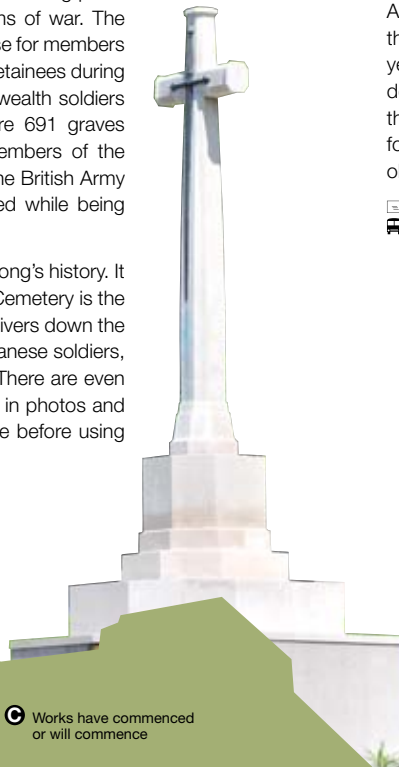 ns of war. The
se for members
etainees during
wealth soldiers
re 691 graves
embers of the
ne British Army
ed while being
ong's history. It
Cemetery is the
ivers down the
anese soldiers,
There are even
in photos and
e before using
A
th
ye
d
th
fo
o
C Works have commenced
or will commence